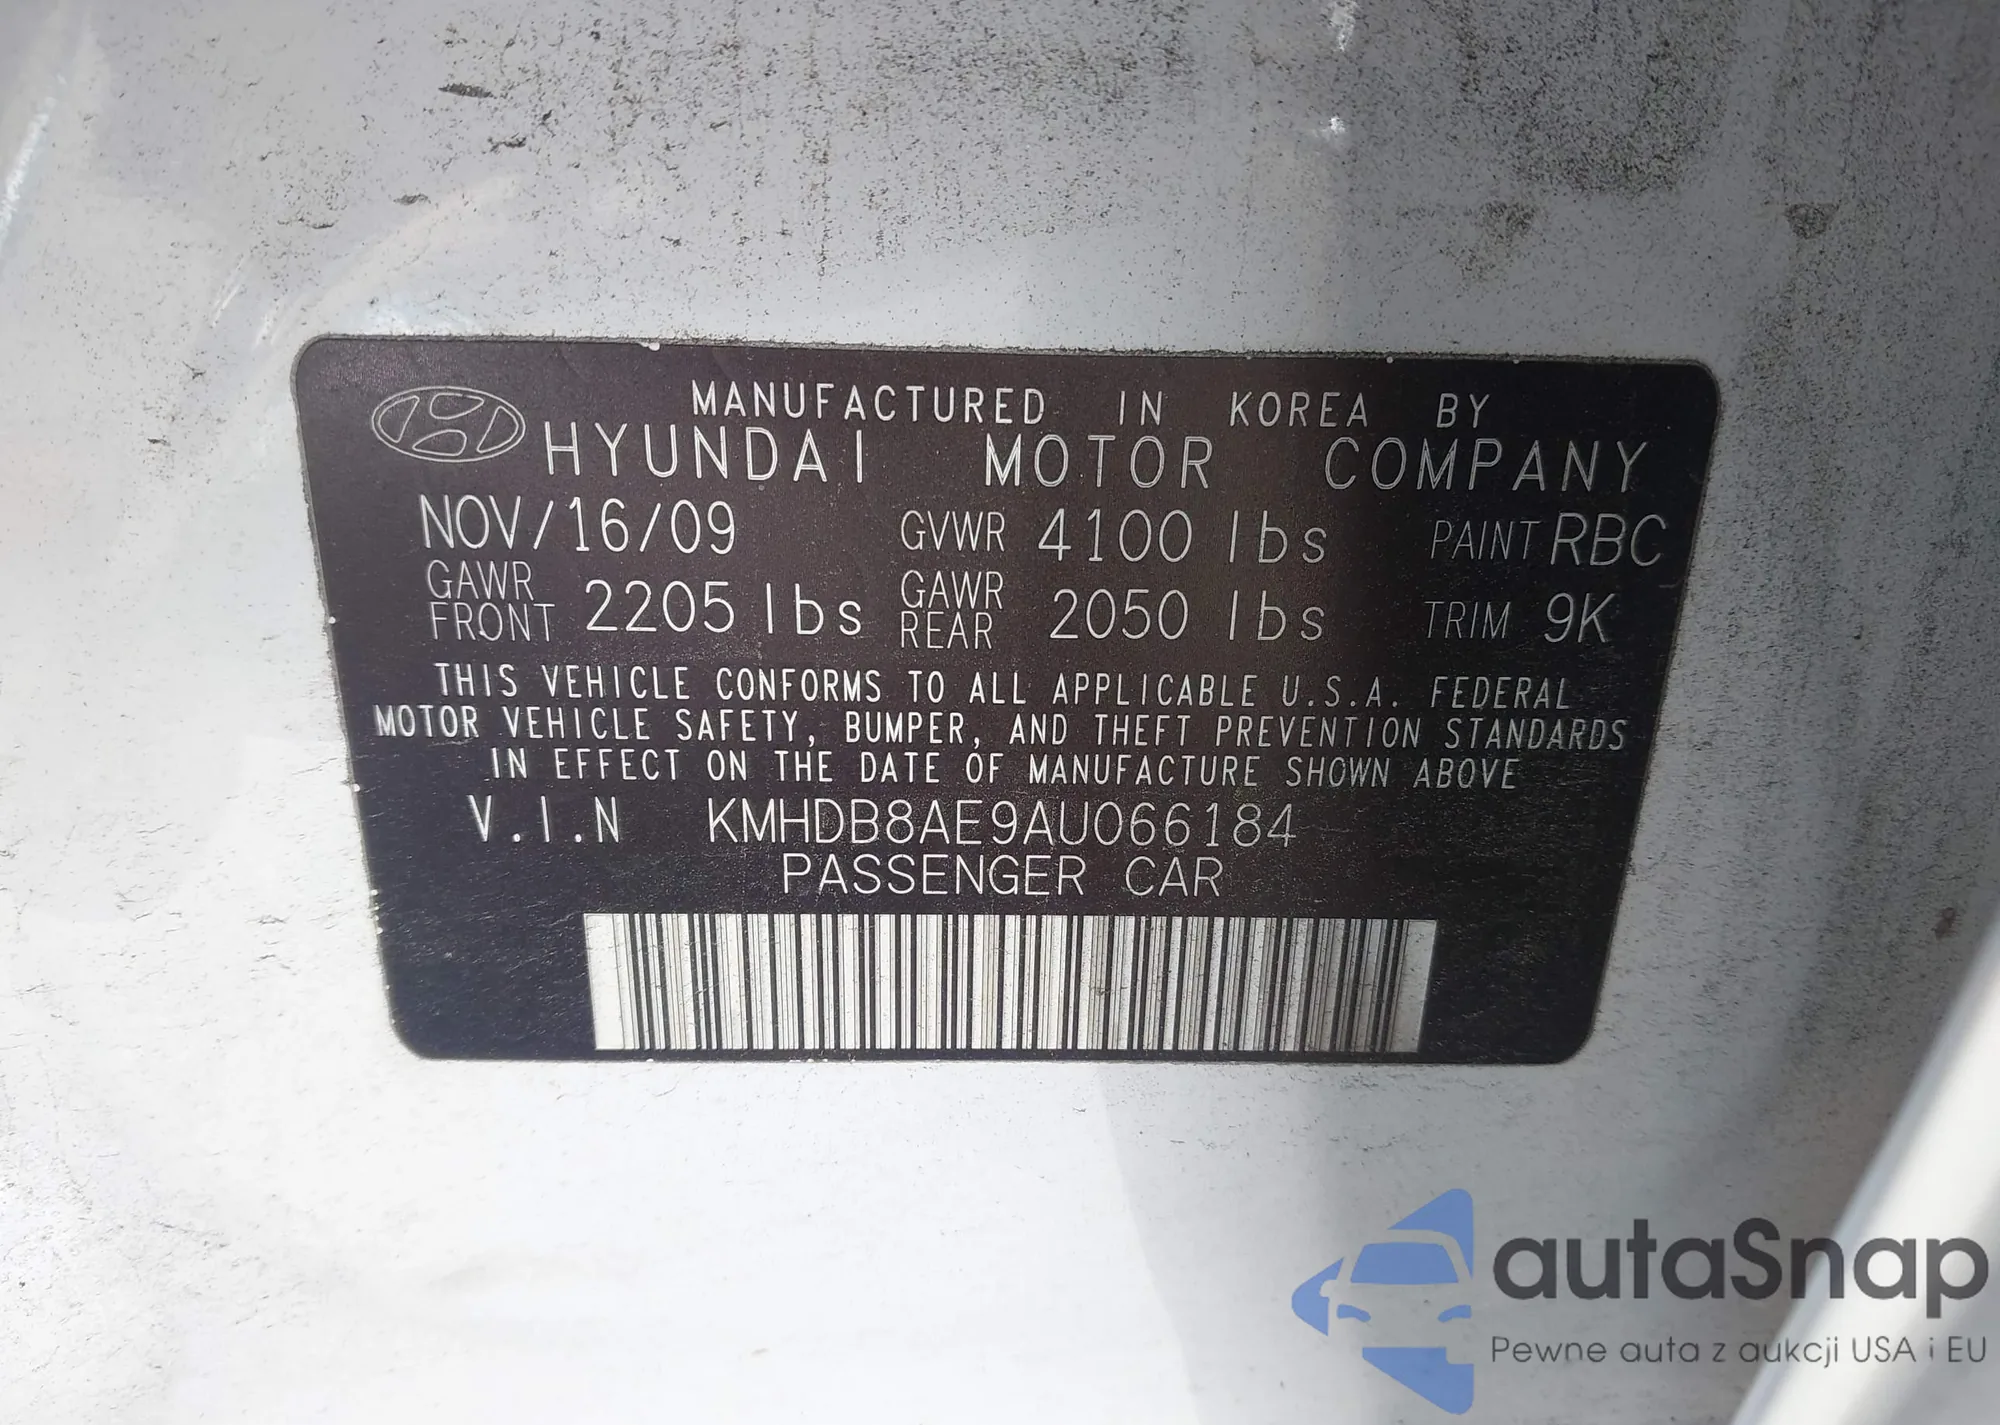 MANUFACTURED IN KOREA BY
HYUNDAI MOTOR COMPANY
NOV/16/09 GVWR 4100 lbs PAINT RBC
GAWR FRONT 2205 lbs GAWR REAR 2050 lbs TRIM 9K
THIS VEHICLE CONFORMS TO ALL APPLICABLE U.S.A. FEDERAL
MOTOR VEHICLE SAFETY, BUMPER, AND THEFT PREVENTION STANDARDS
IN EFFECT ON THE DATE OF MANUFACTURE SHOWN ABOVE
V.I.N KMHDB8AE9AU066184
PASSENGER CAR
autaSnap
Pewne auta z aukcji USA i EU